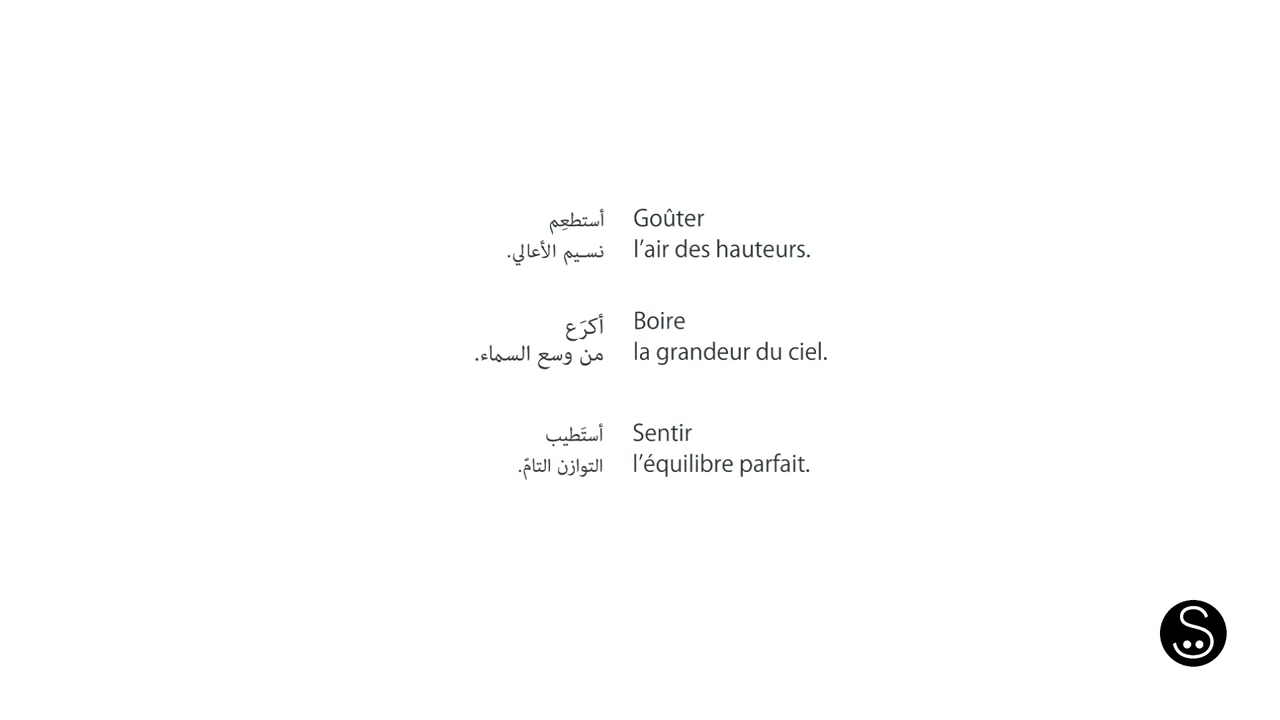 أستطعِم
نسيم الأعالي.
Goûter
l’air des hauteurs.
أكرَع
من وسع السماء.
Boire
la grandeur du ciel.
أستَطيب
التوازن التامّ.
Sentir
l’équilibre parfait.